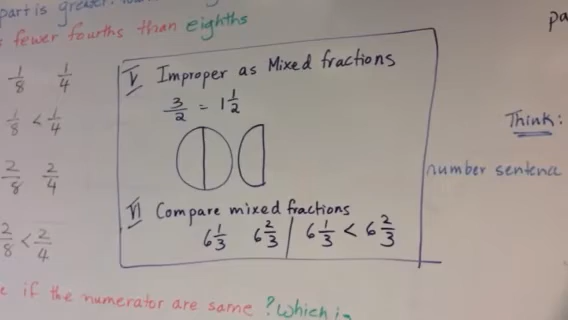 part is greater.
fewer fourths than eighths
1/8 1/4
1/8 < 1/4
2/8 2/4
2/8 < 2/4
if the numerator are same ? Which is
V Improper as Mixed fractions
3/2 = 1 1/2
VI Compare mixed fractions
6 1/3 6 2/3 | 6 1/3 < 6 2/3
pa
Think:
number sentenc